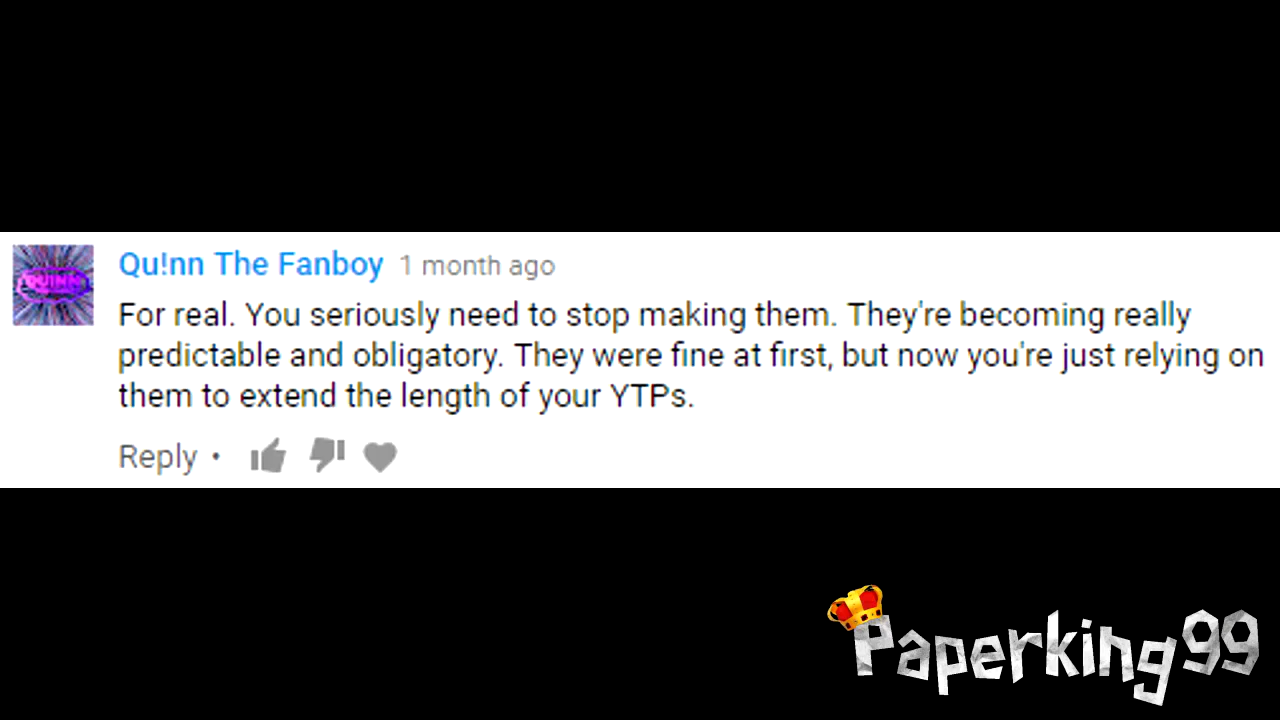 QUINN
Qu!nn The Fanboy 1 month ago
For real. You seriously need to stop making them. They're becoming really
predictable and obligatory. They were fine at first, but now you're just relying on
them to extend the length of your YTPs.
Reply •
Paperking99